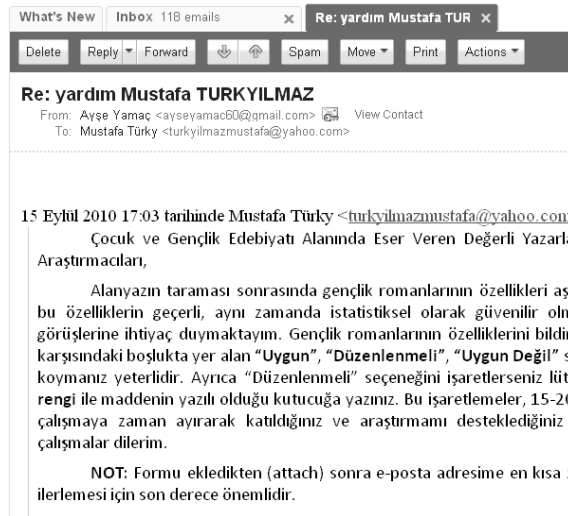 What's New Inbox 118 emails × Re: yardım Mustafa TUR ×
Delete Reply Forward Spam Move Print Actions
Re: yardım Mustafa TURKYILMAZ
From: Ayşe Yamaç <ayseyamac60@gmail.com> View Contact
To: Mustafa Türky <turkyilmazmustafa@yahoo.com>
15 Eylül 2010 17:03 tarihinde Mustafa Türky <turkyilmazmustafa@yahoo.com
Çocuk ve Gençlik Edebiyatı Alanında Eser Veren Değerli Yazarla
Araştırmacıları,
Alanyazın taraması sonrasında gençlik romanlarının özellikleri aş
bu özelliklerin geçerli, aynı zamanda istatistiksel olarak güvenilir olm
görüşlerine ihtiyaç duymaktayım. Gençlik romanlarının özelliklerini bildir
karşısındaki boşlukta yer alan “Uygun”, “Düzenlenmeli”, “Uygun Değil” s
koymanız yeterlidir. Ayrıca “Düzenlenmeli” seçeneğini işaretlerseniz lüt
rengi ile maddenin yazılı olduğu kutucuğa yazınız. Bu işaretlemeler, 15-20
çalışmaya zaman ayırarak katıldığınız ve araştırmamı desteklediğiniz
çalışmalar dilerim.
NOT: Formu ekledikten (attach) sonra e-posta adresime en kısa
ilerlemesi için son derece önemlidir.